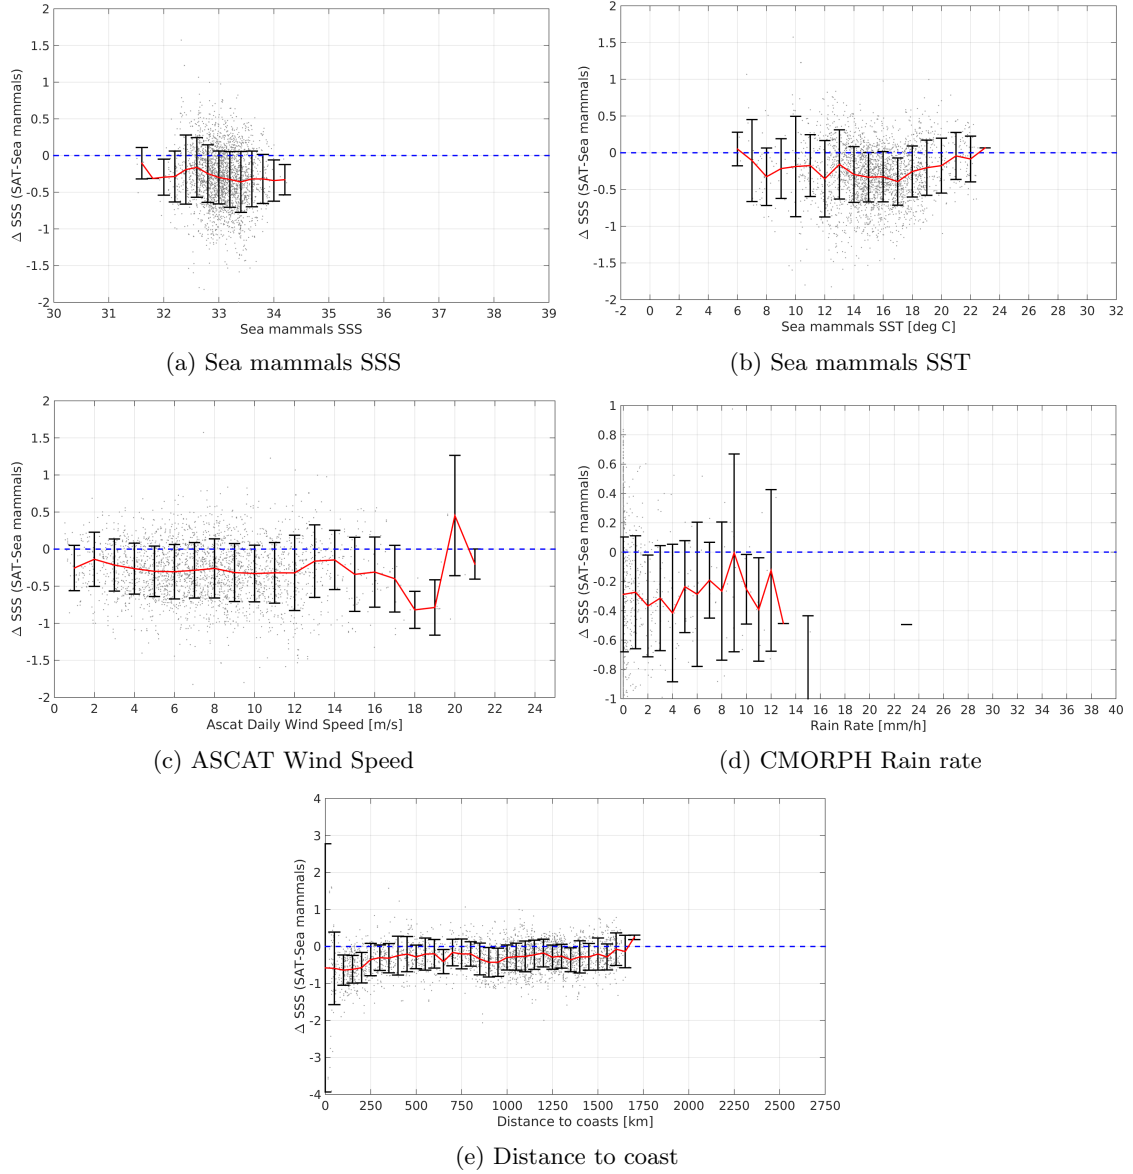 2
1.5
1
0.5
0
-0.5
-1
-1.5
-2
Δ SSS (SAT-Sea mammals)
30 31 32 33 34 35 36 37 38 39
Sea mammals SSS
(a) Sea mammals SSS
2
1.5
1
0.5
0
-0.5
-1
-1.5
-2
Δ SSS (SAT-Sea mammals)
-2 0 2 4 6 8 10 12 14 16 18 20 22 24 26 28 30 32
Sea mammals SST [deg C]
(b) Sea mammals SST
2
1.5
1
0.5
0
-0.5
-1
-1.5
-2
Δ SSS (SAT-Sea mammals)
0 2 4 6 8 10 12 14 16 18 20 22 24
Ascat Daily Wind Speed [m/s]
(c) ASCAT Wind Speed
1
0.8
0.6
0.4
0.2
0
-0.2
-0.4
-0.6
-0.8
-1
Δ SSS (SAT-Sea mammals)
0 2 4 6 8 10 12 14 16 18 20 22 24 26 28 30 32 34 36 38 40
Rain Rate [mm/h]
(d) CMORPH Rain rate
4
3
2
1
0
-1
-2
-3
-4
Δ SSS (SAT-Sea mammals)
0 250 500 750 1000 1250 1500 1750 2000 2250 2500 2750
Distance to coasts [km]
(e) Distance to coast